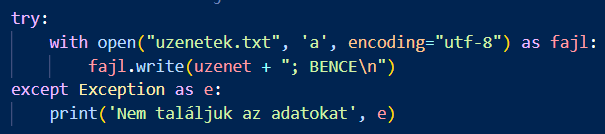 try:
    with open("uzenetek.txt", 'a', encoding="utf-8") as fajl:
        fajl.write(uzenet + "; BENCE\n")
except Exception as e:
    print('Nem találjuk az adatokat', e)